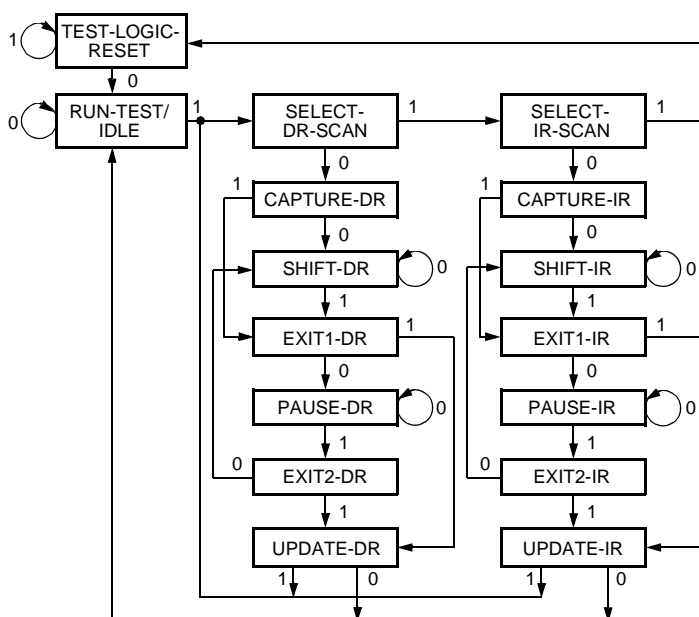 TEST-LOGIC-
RESET
1
0
RUN-TEST/
IDLE
0
1
SELECT-
DR-SCAN
1
SELECT-
IR-SCAN
1
0
0
1
CAPTURE-DR
1
CAPTURE-IR
0
0
SHIFT-DR
0
SHIFT-IR
0
1
1
EXIT1-DR
1
EXIT1-IR
1
0
0
PAUSE-DR
0
PAUSE-IR
0
1
1
0
EXIT2-DR
0
EXIT2-IR
1
1
UPDATE-DR
UPDATE-IR
1
0
1
0